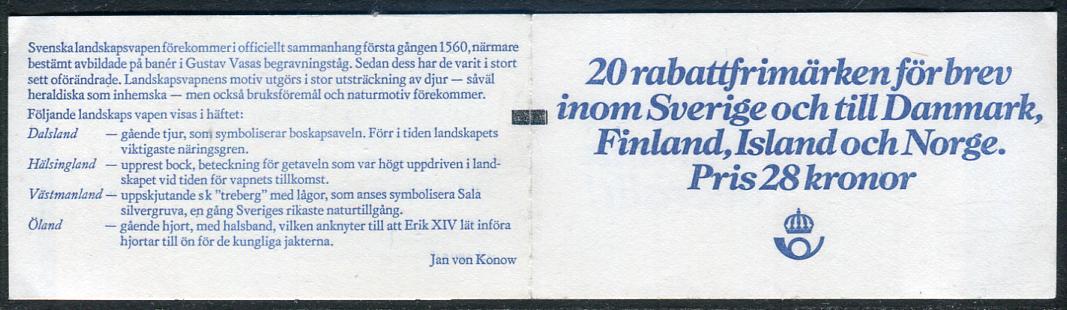 Svenska landskapsvapen förekommer i officiellt sammanhang första gången 1560, närmare
bestämt avbildade på banér i Gustav Vasas begravningståg. Sedan dess har de varit i stort
sett oförändrade. Landskapsvapnens motiv utgörs i stor utsträckning av djur — såväl
heraldiska som inhemska — men också bruksföremål och naturmotiv förekommer.
Följande landskaps vapen visas i häftet:
Dalsland — gående tjur, som symboliserar boskapsaveln. Förr i tiden landskapets
viktigaste näringsgren.
Hälsingland — upprest bock, beteckning för getaveln som var högt uppdriven i land-
skapet vid tiden för vapnets tillkomst.
Västmanland — uppskjutande s k "treberg" med lågor, som anses symbolisera Sala
silvergruva, en gång Sveriges rikaste naturtillgång.
Öland — gående hjort, med halsband, vilken anknyter till att Erik XIV lät införa
hjortar till ön för de kungliga jakterna.
Jan von Konow
20 rabattfrimärken för brev
inom Sverige och till Danmark,
Finland, Island och Norge.
Pris 28 kronor